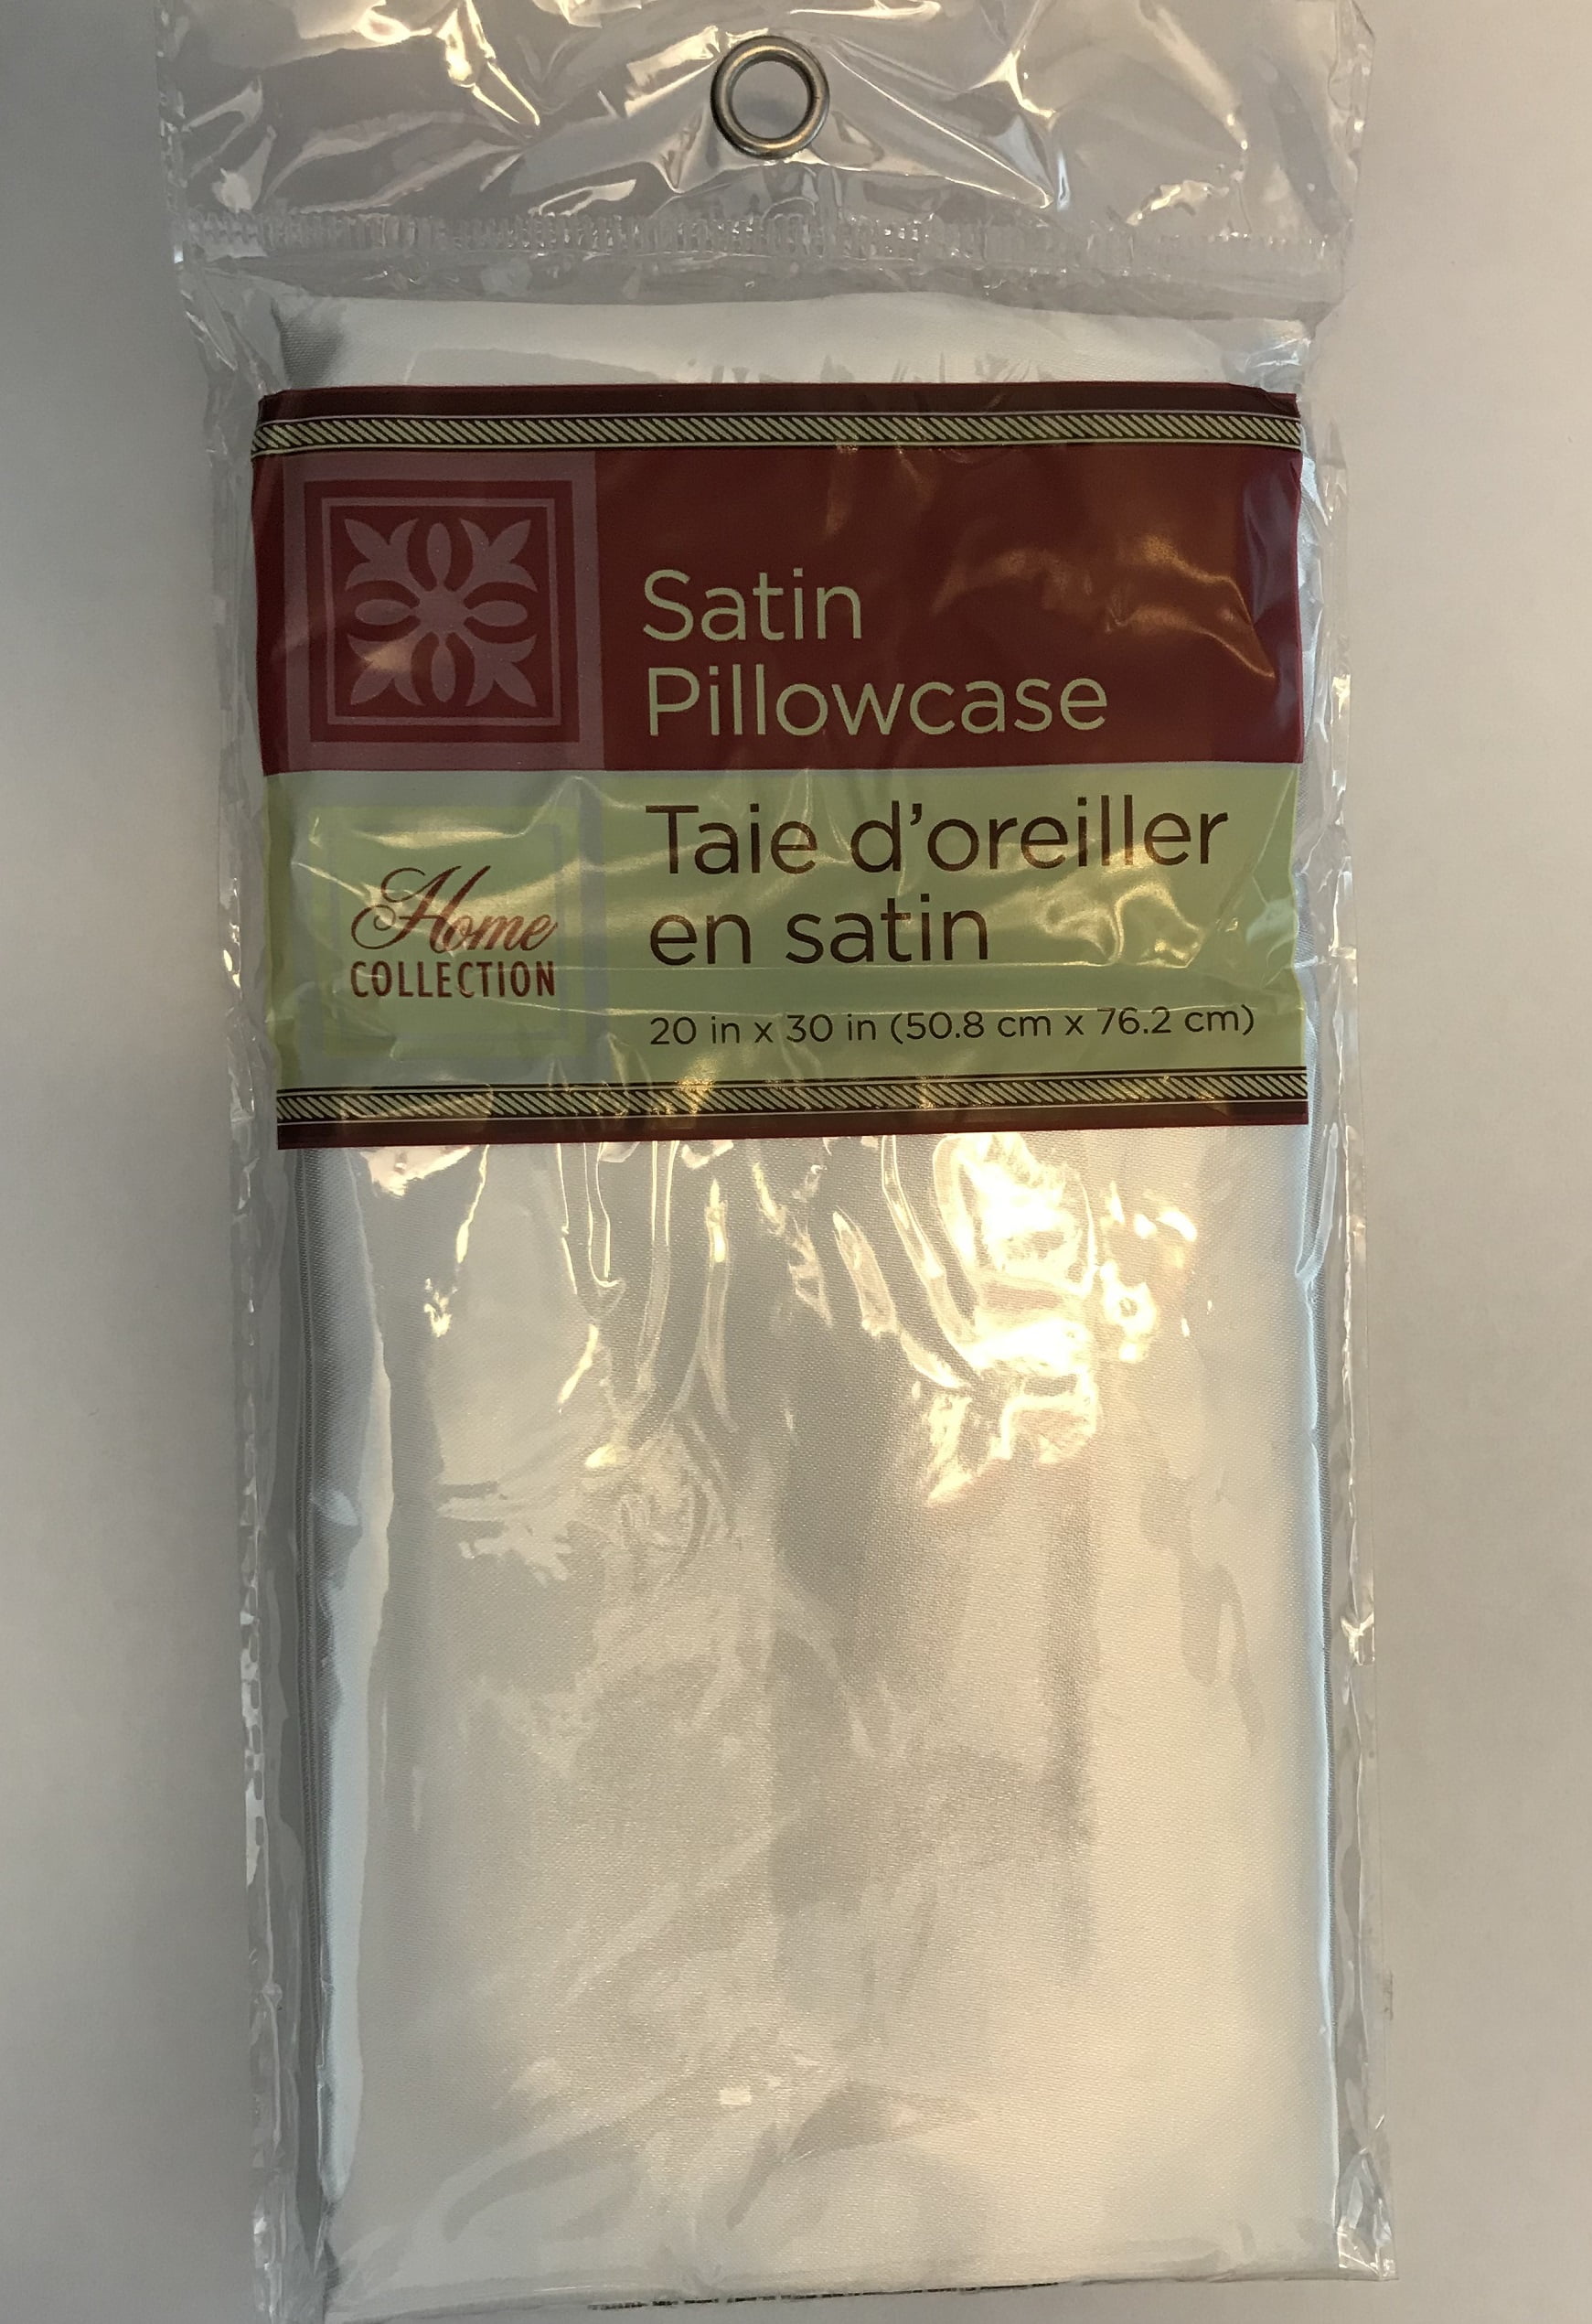 Satin
Pillowcase
Taie d'oreiller
en satin
Home
COLLECTION
20 in x 30 in (50.8 cm x 76.2 cm)